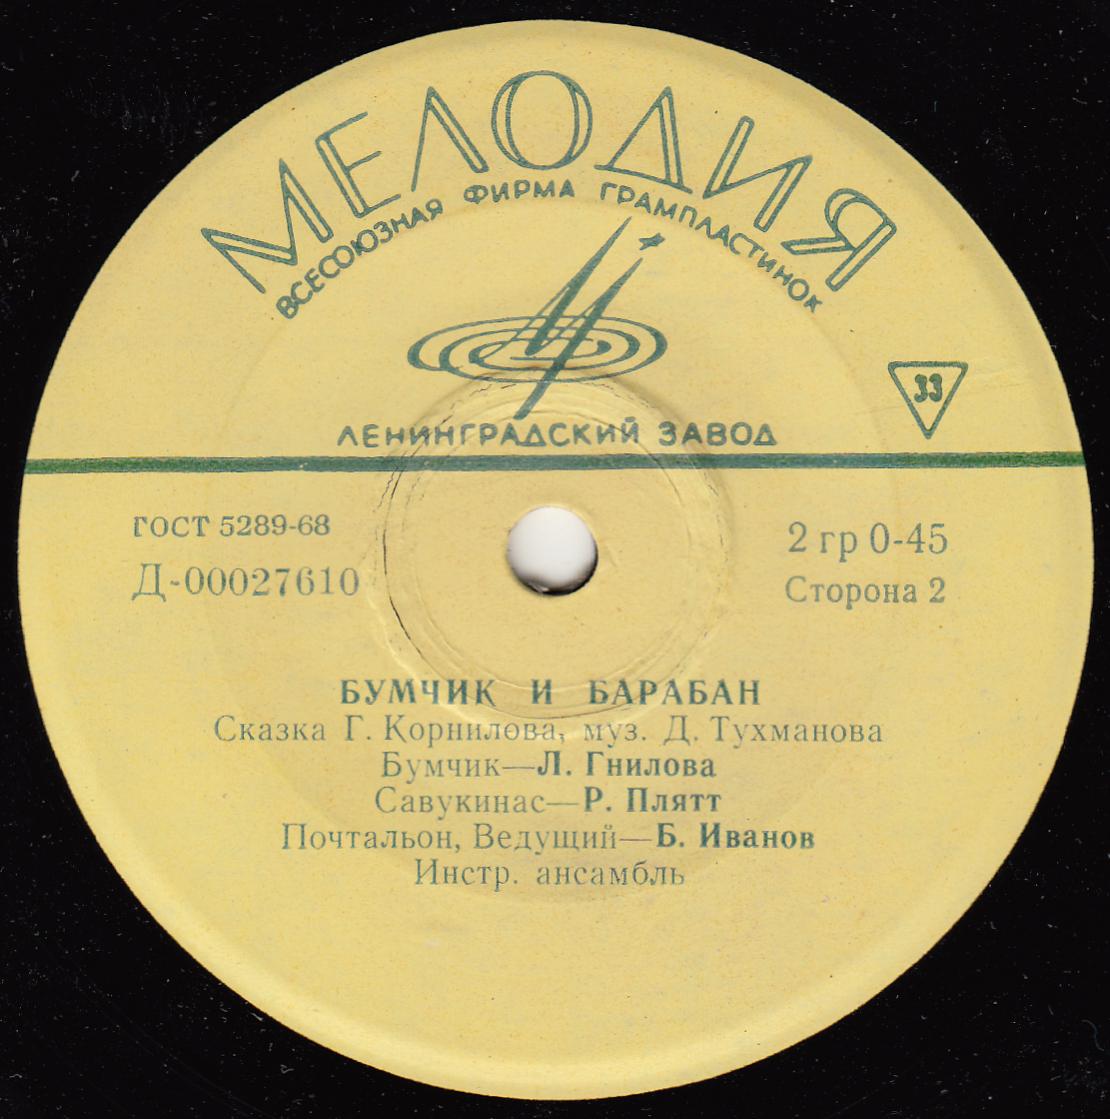 МЕЛОДИЯ
ВСЕСОЮЗНАЯ ФИРМА ГРАМПЛАСТИНОК
33
ЛЕНИНГРАДСКИЙ ЗАВОД
ГОСТ 5289-68
2 гр 0-45
Д-00027610
Сторона 2
БУМЧИК И БАРАБАН
Сказка Г. Корнилова, муз. Д. Тухманова
Бумчик—Л. Гнилова
Савукинас—Р. Плятт
Почтальон, Ведущий—Б. Иванов
Инстр. ансамбль